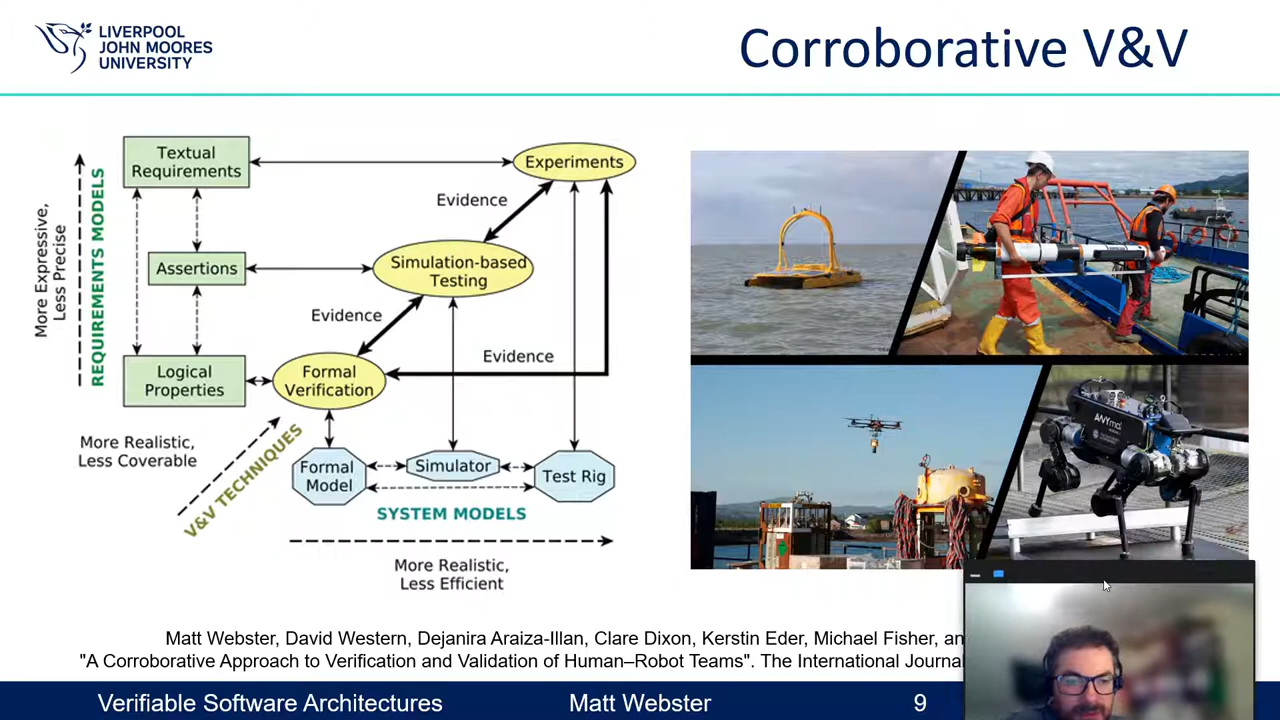 LIVERPOOL
JOHN MOORES
UNIVERSITY
Corroborative V&V
Textual
Requirements
Experiments
Evidence
Assertions
Simulation-based
Testing
Evidence
Evidence
Logical
Properties
Formal
Verification
More Expressive,
Less Precise
REQUIREMENTS MODELS
More Realistic,
Less Coverable
V&V TECHNIQUES
Formal
Model
Simulator
Test Rig
SYSTEM MODELS
More Realistic,
Less Efficient
ANYmal
Matt Webster, David Western, Dejanira Araiza-Illan, Clare Dixon, Kerstin Eder, Michael Fisher,
"A Corroborative Approach to Verification and Validation of Human–Robot Teams". The International Journal
Verifiable Software Architectures
Matt Webster
9